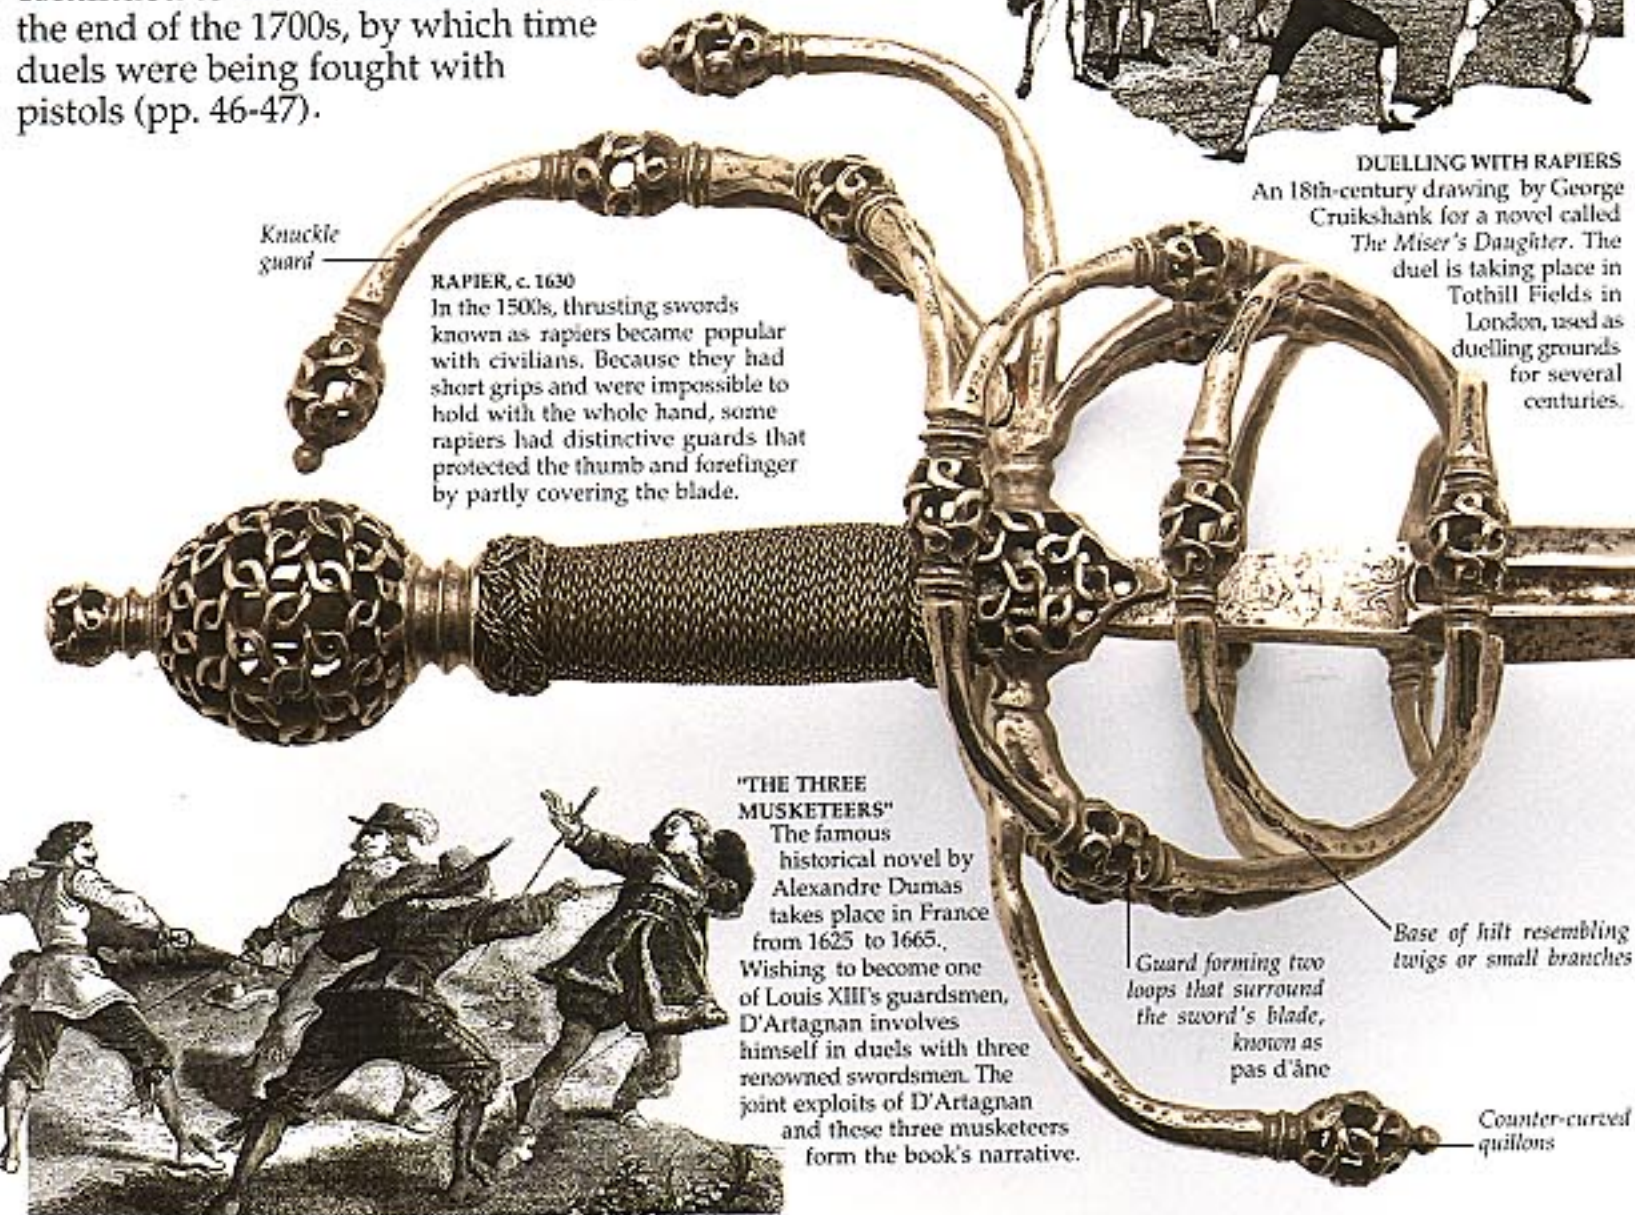 the end of the 1700s, by which time
duels were being fought with
pistols (pp. 46-47).
DUELLING WITH RAPIERS
An 18th-century drawing by George
Cruikshank for a novel called
The Miser's Daughter. The
duel is taking place in
Tothill Fields in
London, used as
duelling grounds
for several
centuries.
Knuckle
guard
RAPIER, c. 1630
In the 1500s, thrusting swords
known as rapiers became popular
with civilians. Because they had
short grips and were impossible to
hold with the whole hand, some
rapiers had distinctive guards that
protected the thumb and forefinger
by partly covering the blade.
"THE THREE
MUSKETEERS"
The famous
historical novel by
Alexandre Dumas
takes place in France
from 1625 to 1665.
Wishing to become one
of Louis XIII's guardsmen,
D'Artagnan involves
himself in duels with three
renowned swordsmen. The
joint exploits of D'Artagnan
and these three musketeers
form the book's narrative.
Guard forming two
loops that surround
the sword's blade,
known as
pas d'âne
Base of hilt resembling
twigs or small branches
Counter-curved
quillons